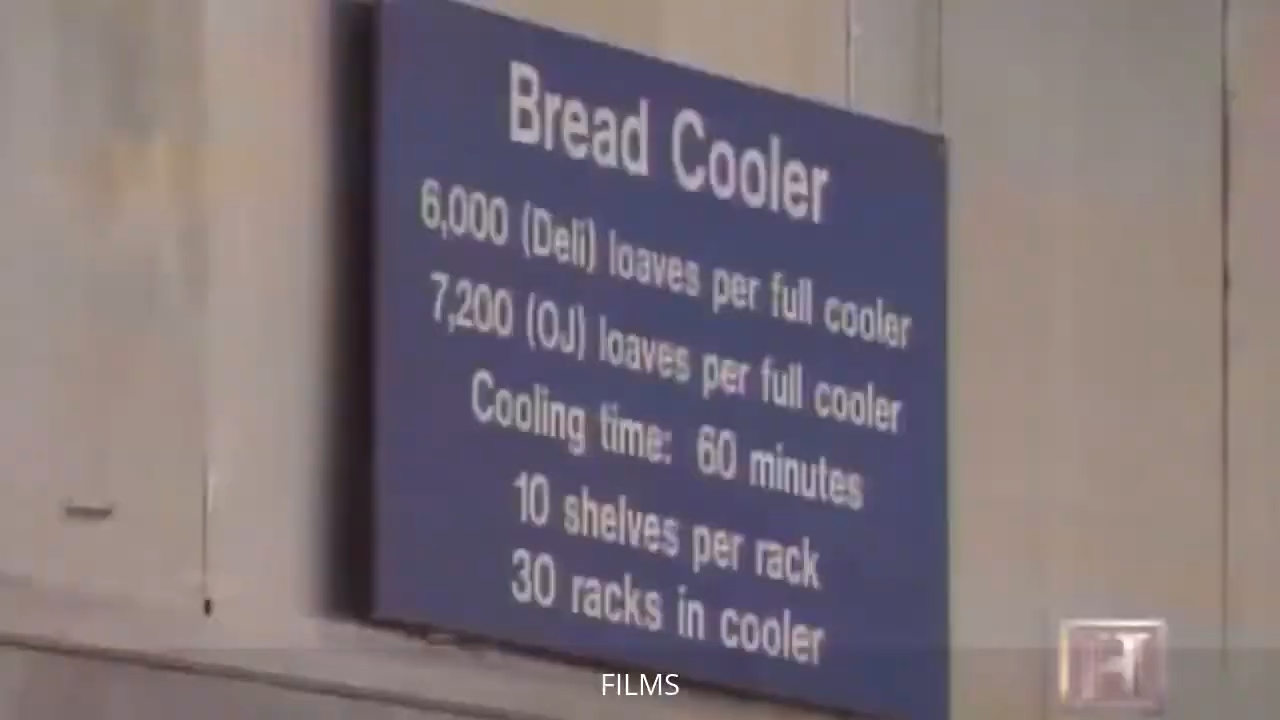 Bread Cooler
6,000 (Deli) loaves per full cooler
7,200 (OJ) loaves per full cooler
Cooling time: 60 minutes
10 shelves per rack
30 racks in cooler
FILMS
H